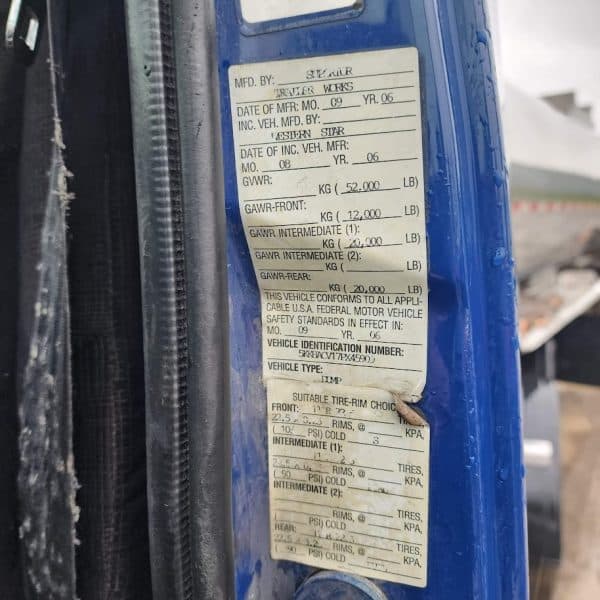 MFD. BY: SUPERIOR
TRAILER WORKS
DATE OF MFR: MO. 09 YR. 06
INC. VEH. MFD. BY:
WESTERN STAR
DATE OF INC. VEH. MFR:
MO. 08 YR. 06
GVWR:
KG ( 52,000 LB)
GAWR-FRONT:
KG ( 12,000 LB)
GAWR INTERMEDIATE (1):
KG ( 20,000 LB)
GAWR INTERMEDIATE (2):
KG ( LB)
GAWR-REAR:
KG ( 20,000 LB)
THIS VEHICLE CONFORMS TO ALL APPLI-
CABLE U.S.A. FEDERAL MOTOR VEHICLE
SAFETY STANDARDS IN EFFECT IN:
MO. 09 YR. 06
VEHICLE IDENTIFICATION NUMBER:
VEHICLE TYPE:
DUMP
SUITABLE TIRE-RIM CHOICE
FRONT:
RIMS, @ KPA,
PSI) COLD
INTERMEDIATE (1):
TIRES,
RIMS, @ KPA,
( 90 PSI) COLD
INTERMEDIATE (2):
TIRES,
RIMS, @ KPA,
PSI) COLD
REAR: TIRES,
RIMS, @ KPA,
( 90 PSI) COLD